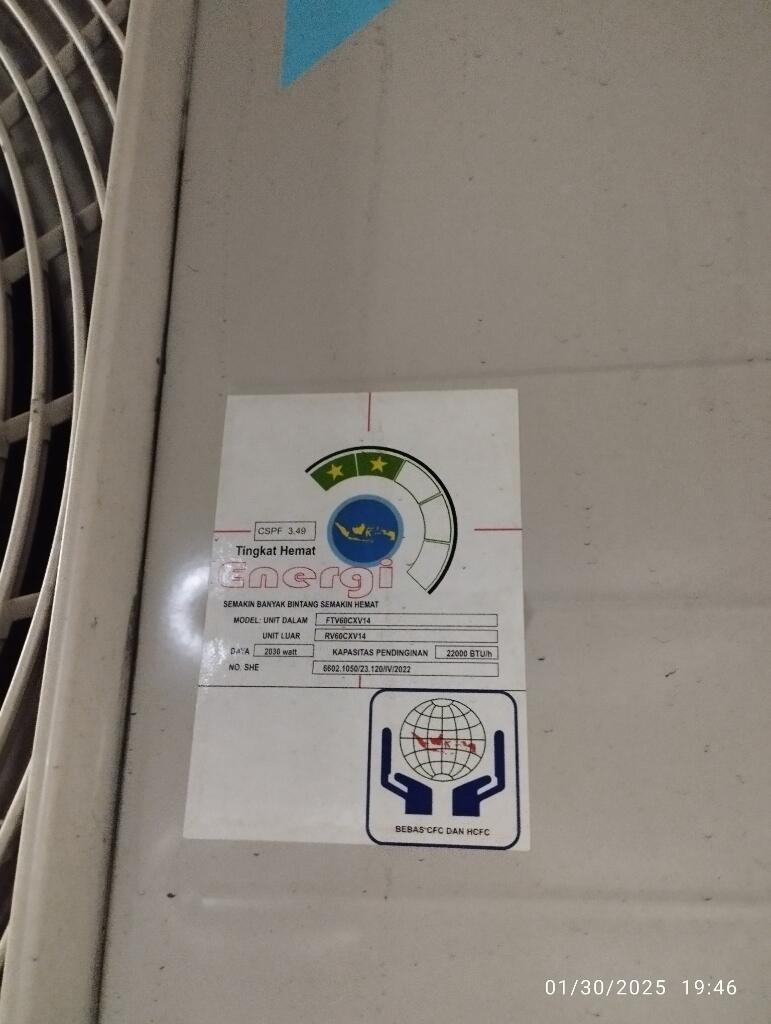 CSPF 3.49
Tingkat Hemat
Energi
SEMAKIN BANYAK BINTANG SEMAKIN HEMAT
MODEL: UNIT DALAM FTV60CXV14
UNIT LUAR RV60CXV14
DAYA 2030 watt KAPASITAS PENDINGINAN 22000 BTU/h
NO. SHE 6602.1050/23.120/IV/2022
BEBAS CFC DAN HCFC
01/30/2025 19:46